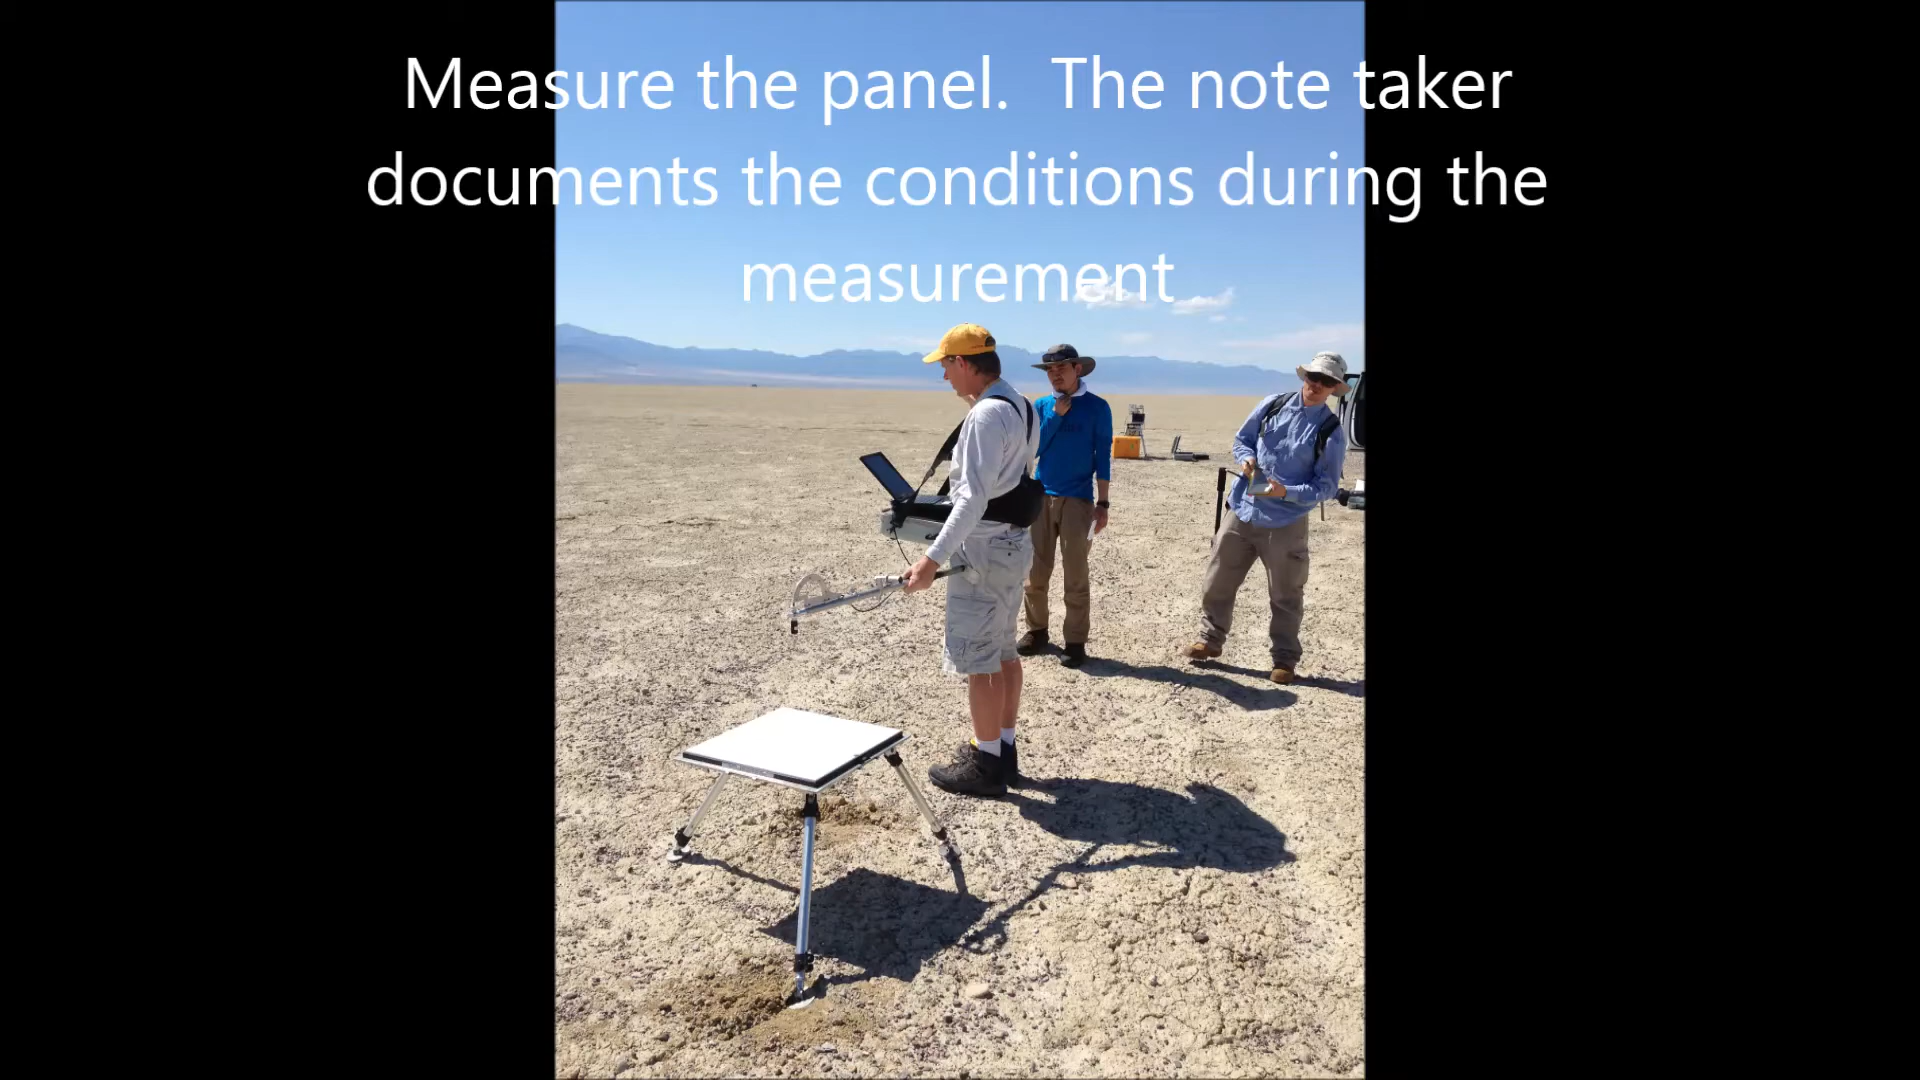 Measure the panel.  The note taker
documents the conditions during the
measurement